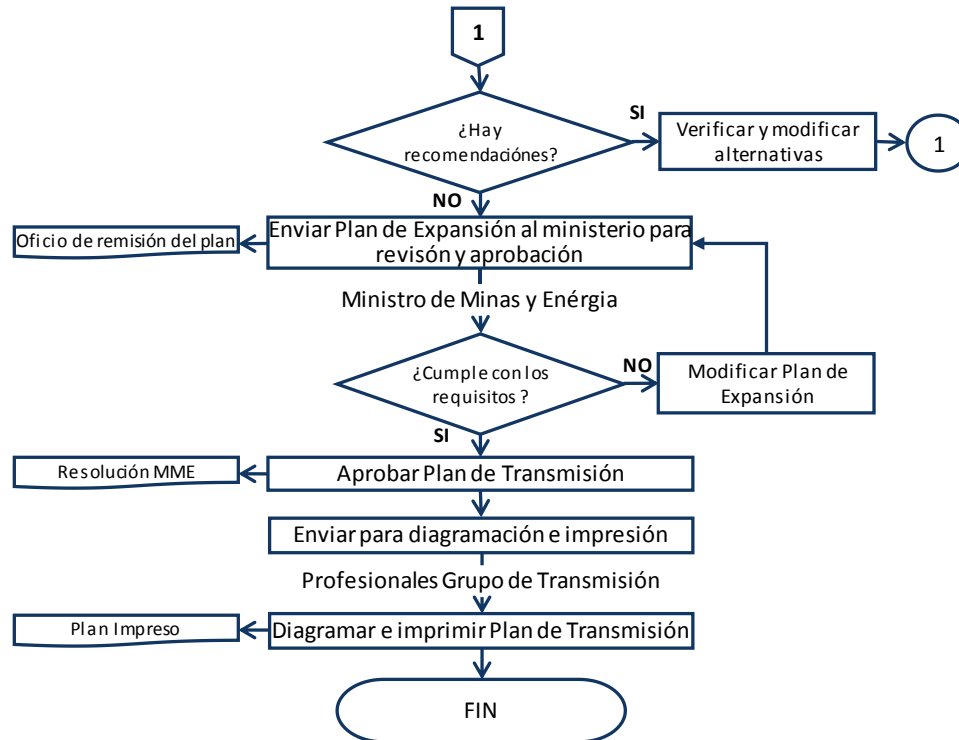 1
¿Hay
recomendaciónes?
SI
Verificar y modificar
alternativas
1
NO
Oficio de remisión del plan
Enviar Plan de Expansión al ministerio para
revisón y aprobación
Ministro de Minas y Enérgia
¿Cumple con los
requisitos ?
NO
Modificar Plan de
Expansión
SI
Resolución MME
Aprobar Plan de Transmisión
Enviar para diagramación e impresión
Profesionales Grupo de Transmisión
Plan Impreso
Diagramar e imprimir Plan de Transmisión
FIN